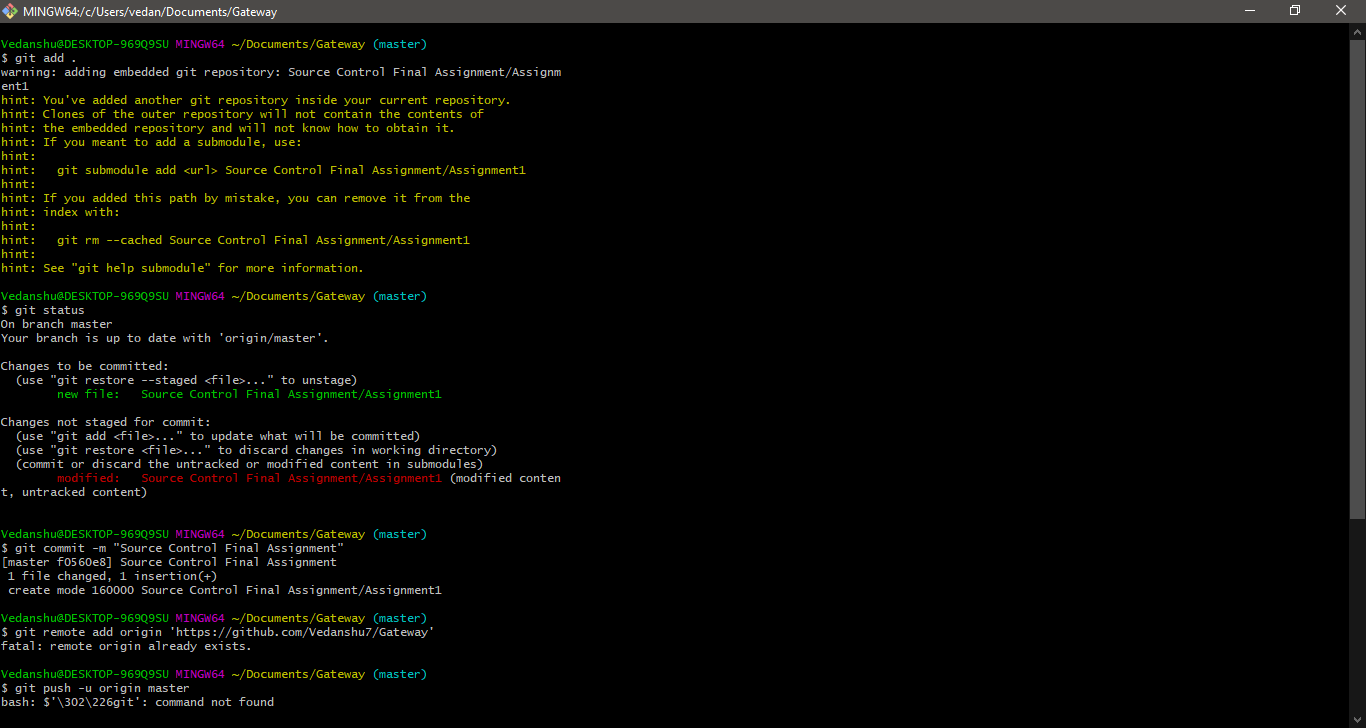 MINGW64:/c/Users/vedan/Documents/Gateway
Vedanshu@DESKTOP-969Q9SU MINGW64 ~/Documents/Gateway (master)
$ git add .
warning: adding embedded git repository: Source Control Final Assignment/Assignm
ent1
hint: You've added another git repository inside your current repository.
hint: Clones of the outer repository will not contain the contents of
hint: the embedded repository and will not know how to obtain it.
hint: If you meant to add a submodule, use:
hint:
hint:   git submodule add <url> Source Control Final Assignment/Assignment1
hint:
hint: If you added this path by mistake, you can remove it from the
hint: index with:
hint:
hint:   git rm --cached Source Control Final Assignment/Assignment1
hint:
hint: See "git help submodule" for more information.
Vedanshu@DESKTOP-969Q9SU MINGW64 ~/Documents/Gateway (master)
$ git status
On branch master
Your branch is up to date with 'origin/master'.
Changes to be committed:
  (use "git restore --staged <file>..." to unstage)
        new file:   Source Control Final Assignment/Assignment1
Changes not staged for commit:
  (use "git add <file>..." to update what will be committed)
  (use "git restore <file>..." to discard changes in working directory)
  (commit or discard the untracked or modified content in submodules)
        modified:   Source Control Final Assignment/Assignment1 (modified conten
t, untracked content)
Vedanshu@DESKTOP-969Q9SU MINGW64 ~/Documents/Gateway (master)
$ git commit -m "Source Control Final Assignment"
[master f0560e8] Source Control Final Assignment
 1 file changed, 1 insertion(+)
 create mode 160000 Source Control Final Assignment/Assignment1
Vedanshu@DESKTOP-969Q9SU MINGW64 ~/Documents/Gateway (master)
$ git remote add origin 'https://github.com/Vedanshu7/Gateway'
fatal: remote origin already exists.
Vedanshu@DESKTOP-969Q9SU MINGW64 ~/Documents/Gateway (master)
$ git push -u origin master
bash: $'\302\226git': command not found